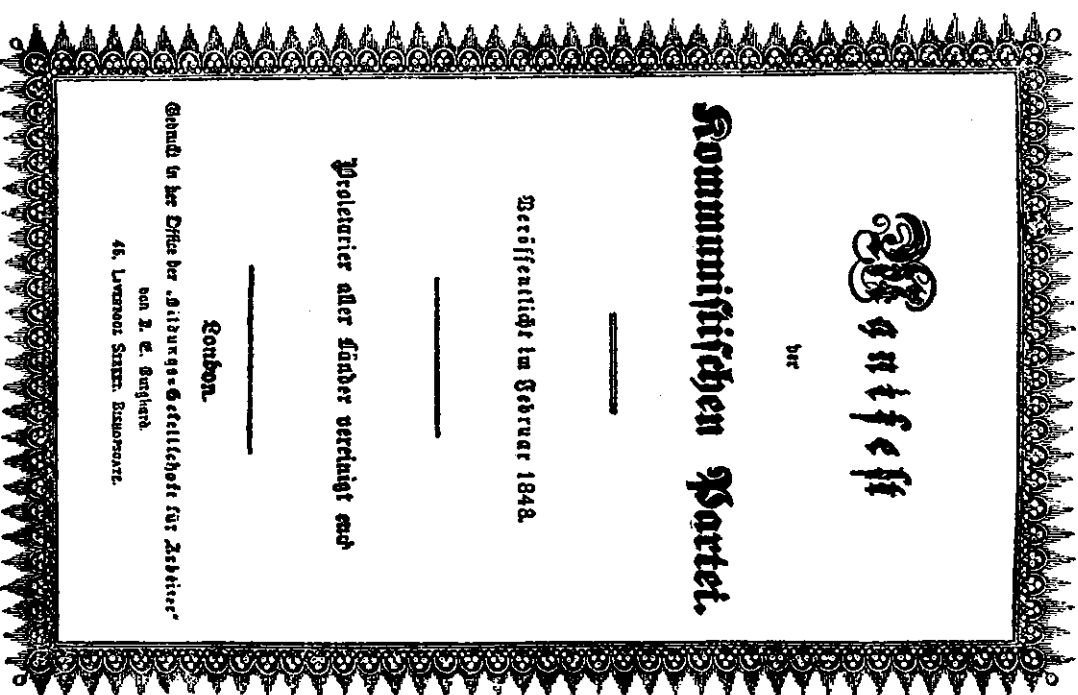 Manifest
der
Kommunistischen Partei.
Veröffentlicht im Februar 1848.
Proletarier aller Länder vereinigt euch
London.
Gedruckt in der Office der „Bildungs-Gesellschaft für Arbeiter“
von J. E. Burghard.
46, LIVERPOOL STREET. BISHOPSGATE.